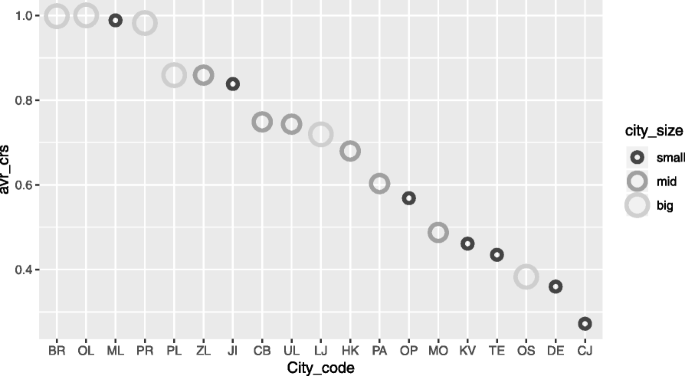 1.0
0.8
0.6
0.4
avr_crs
BR OL ML PR PL ZL JI CB UL LJ HK PA OP MO KV TE OS DE CJ
City_code
city_size
small
mid
big